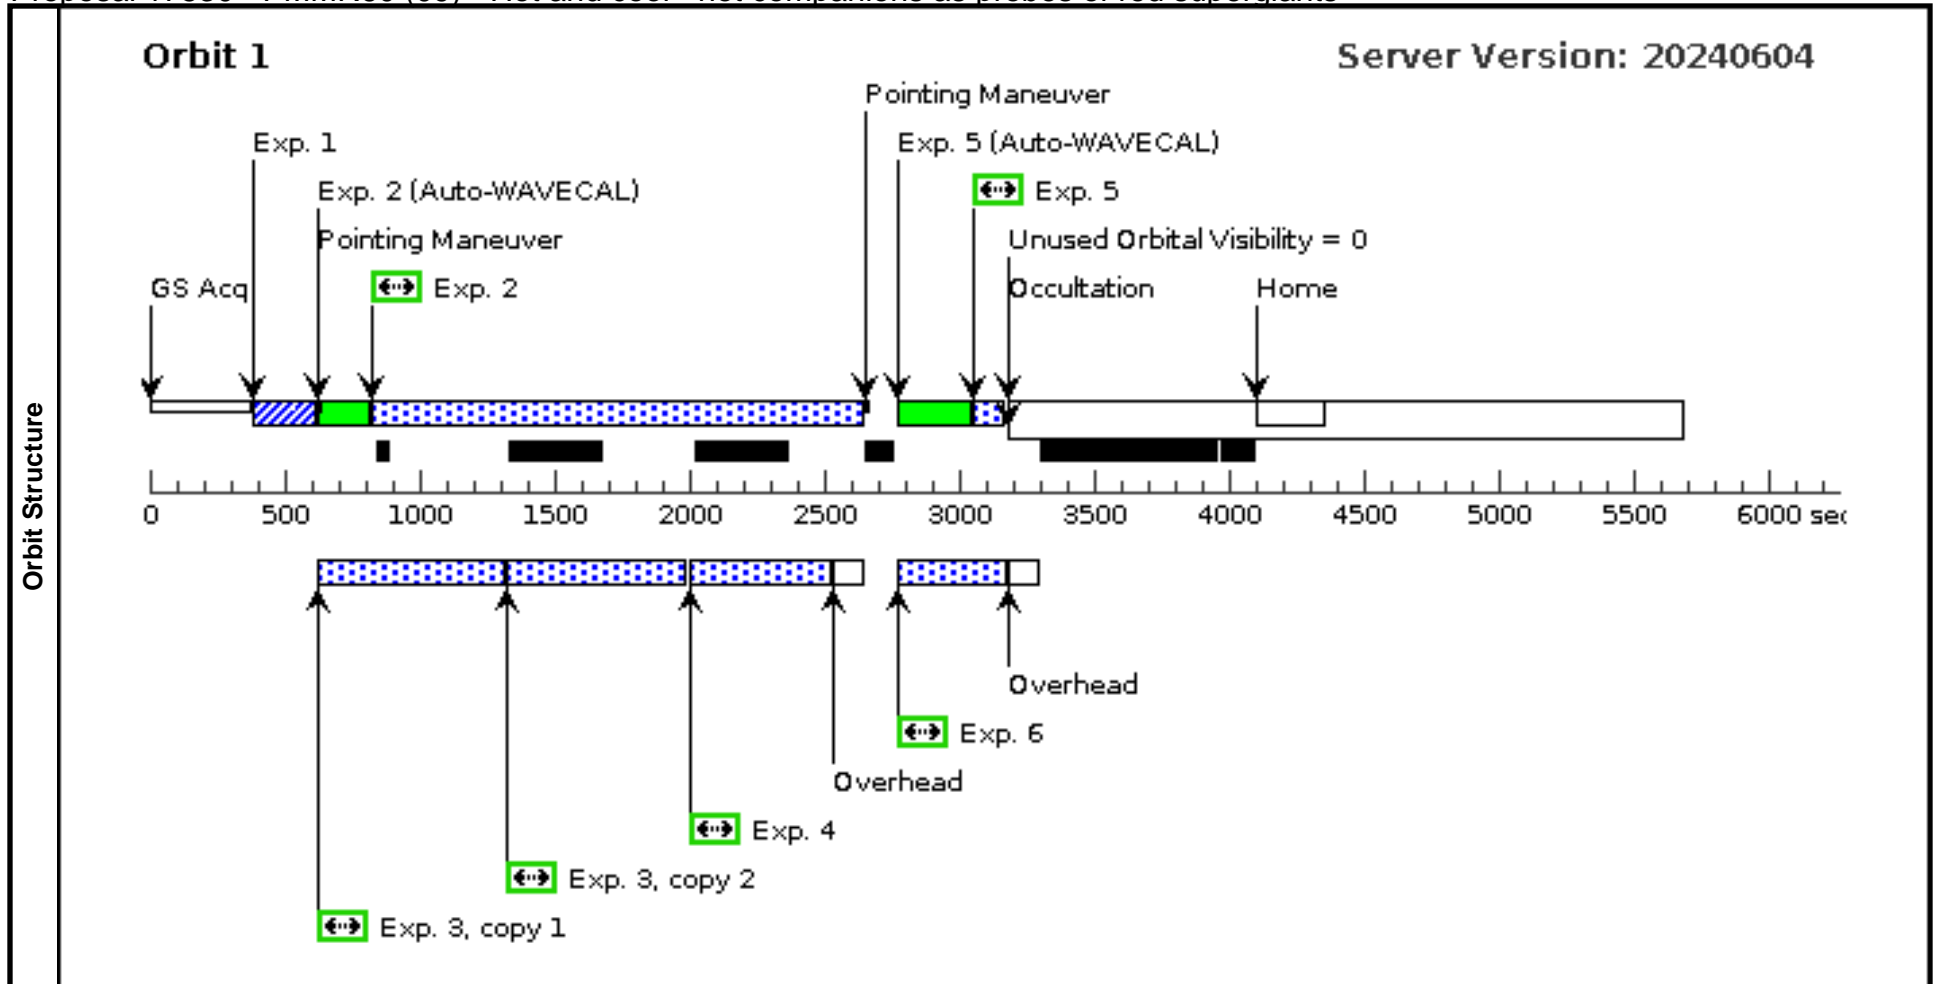 Orbit 1
Server Version: 20240604
Pointing Maneuver
Exp. 1
Exp. 5 (Auto-WAVECAL)
Exp. 2 (Auto-WAVECAL)
Exp. 5
Pointing Maneuver
Unused Orbital Visibility = 0
GS Acq
Exp. 2
Occultation
Home
Orbit Structure
0 500 1000 1500 2000 2500 3000 3500 4000 4500 5000 5500 6000 sec
Overhead
Exp. 6
Overhead
Exp. 4
Exp. 3, copy 2
Exp. 3, copy 1